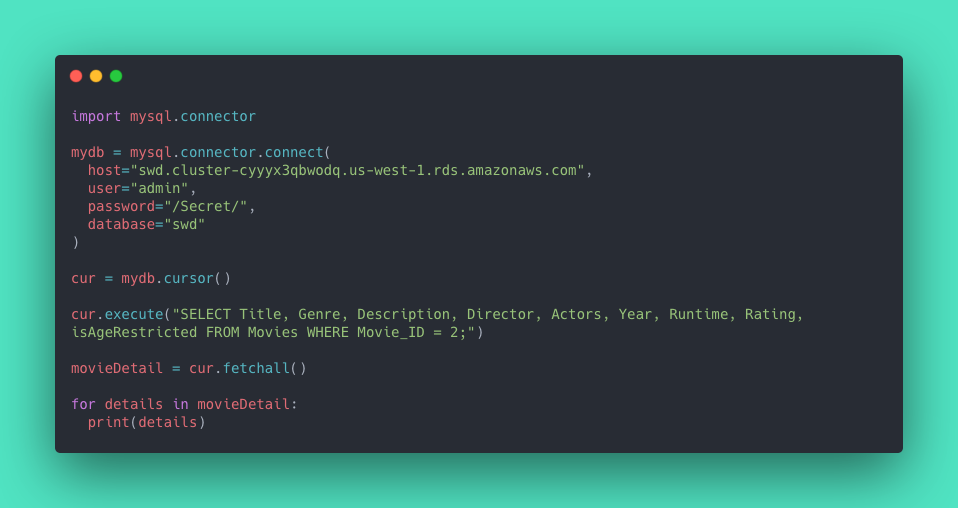 import mysql.connector
mydb = mysql.connector.connect(
  host="swd.cluster-cyyyx3qbwodq.us-west-1.rds.amazonaws.com",
  user="admin",
  password="/Secret/",
  database="swd"
)
cur = mydb.cursor()
cur.execute("SELECT Title, Genre, Description, Director, Actors, Year, Runtime, Rating,
isAgeRestricted FROM Movies WHERE Movie_ID = 2;")
movieDetail = cur.fetchall()
for details in movieDetail:
  print(details)